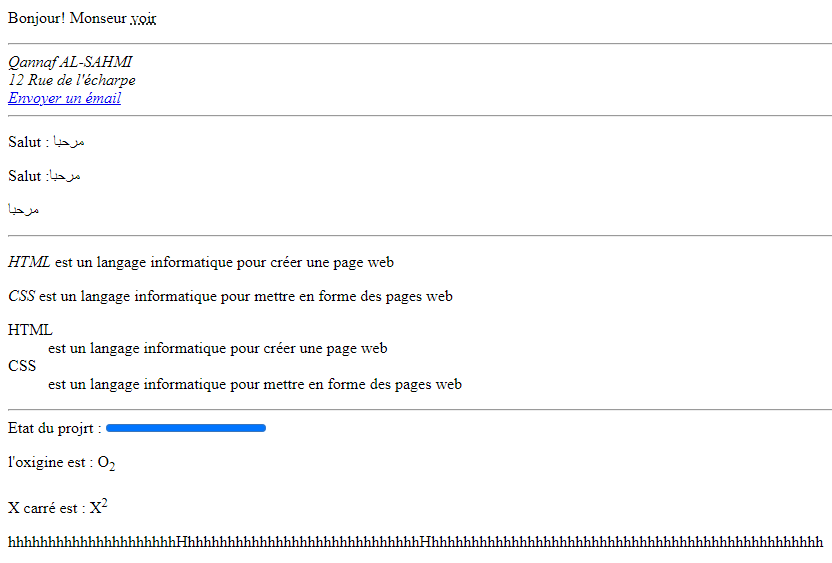 Bonjour! Monseur voir
Qannaf AL-SAHMI
12 Rue de l'écharpe
Envoyer un émail
Salut : مرحبا
Salut :مرحبا
مرحبا
HTML est un langage informatique pour créer une page web
CSS est un langage informatique pour mettre en forme des pages web
HTML
est un langage informatique pour créer une page web
CSS
est un langage informatique pour mettre en forme des pages web
Etat du projrt :
l'oxigine est : O₂
X carré est : X²
hhhhhhhhhhhhhhhhhhhhhHhhhhhhhhhhhhhhhhhhhhhhhhhhhhhHhhhhhhhhhhhhhhhhhhhhhhhhhhhhhhhhhhhhhhhhhhhhhhhhh